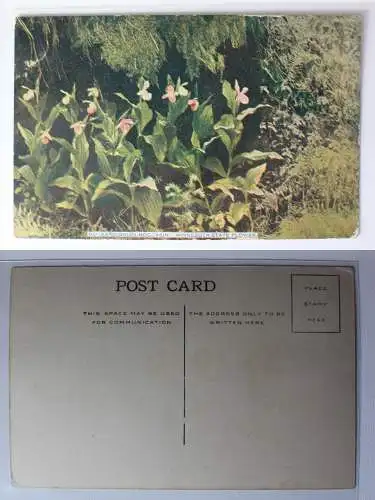 MINNESOTA STATE FLOWER
POST CARD
THIS SPACE MAY BE USED
FOR COMMUNICATION
THE ADDRESS ONLY TO BE
WRITTEN HERE
PLACE
STAMP
HERE